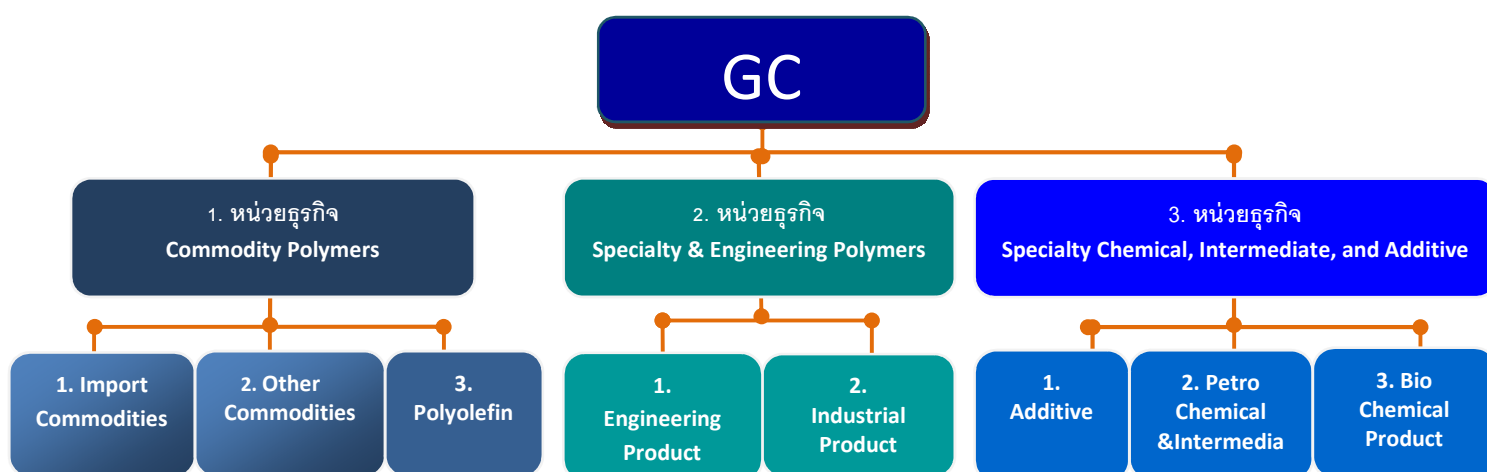 GC
1. หน่วยธุรกิจ
Commodity Polymers
2. หน่วยธุรกิจ
Specialty & Engineering Polymers
3. หน่วยธุรกิจ
Specialty Chemical, Intermediate, and Additive
1. Import
Commodities
2. Other
Commodities
3.
Polyolefin
1.
Engineering
Product
2.
Industrial
Product
1.
Additive
2. Petro
Chemical
&Intermedia
3. Bio
Chemical
Product